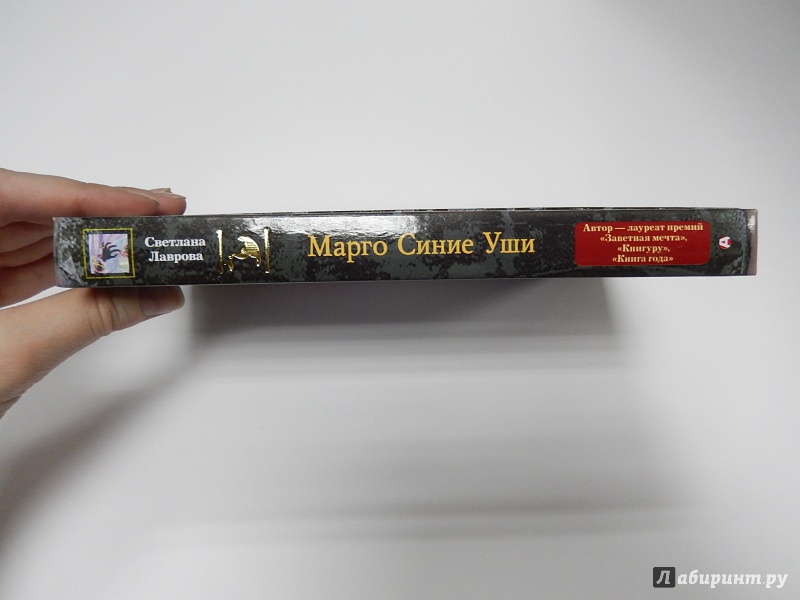 Светлана
Лаврова
Марго Синие Уши
Автор — лауреат премий
«Заветная мечта»,
«Книгуру»,
«Книга года»
А
Лабиринт.ру